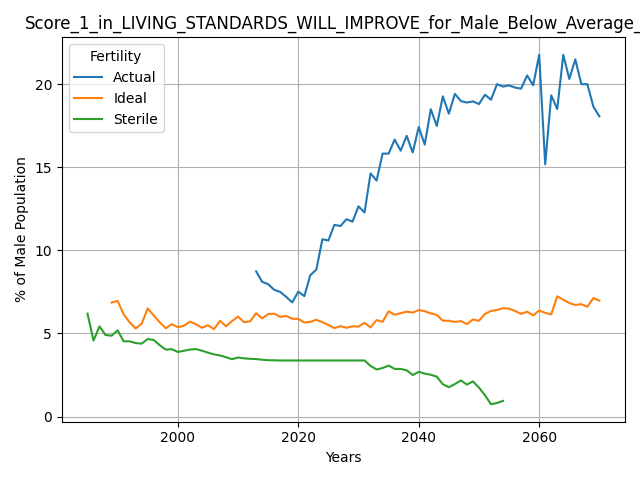 Score_1_in_LIVING_STANDARDS_WILL_IMPROVE_for_Male_Below_Average_
Fertility
Actual
Ideal
Sterile
% of Male Population
20
15
10
5
0
2000 2020 2040 2060
Years